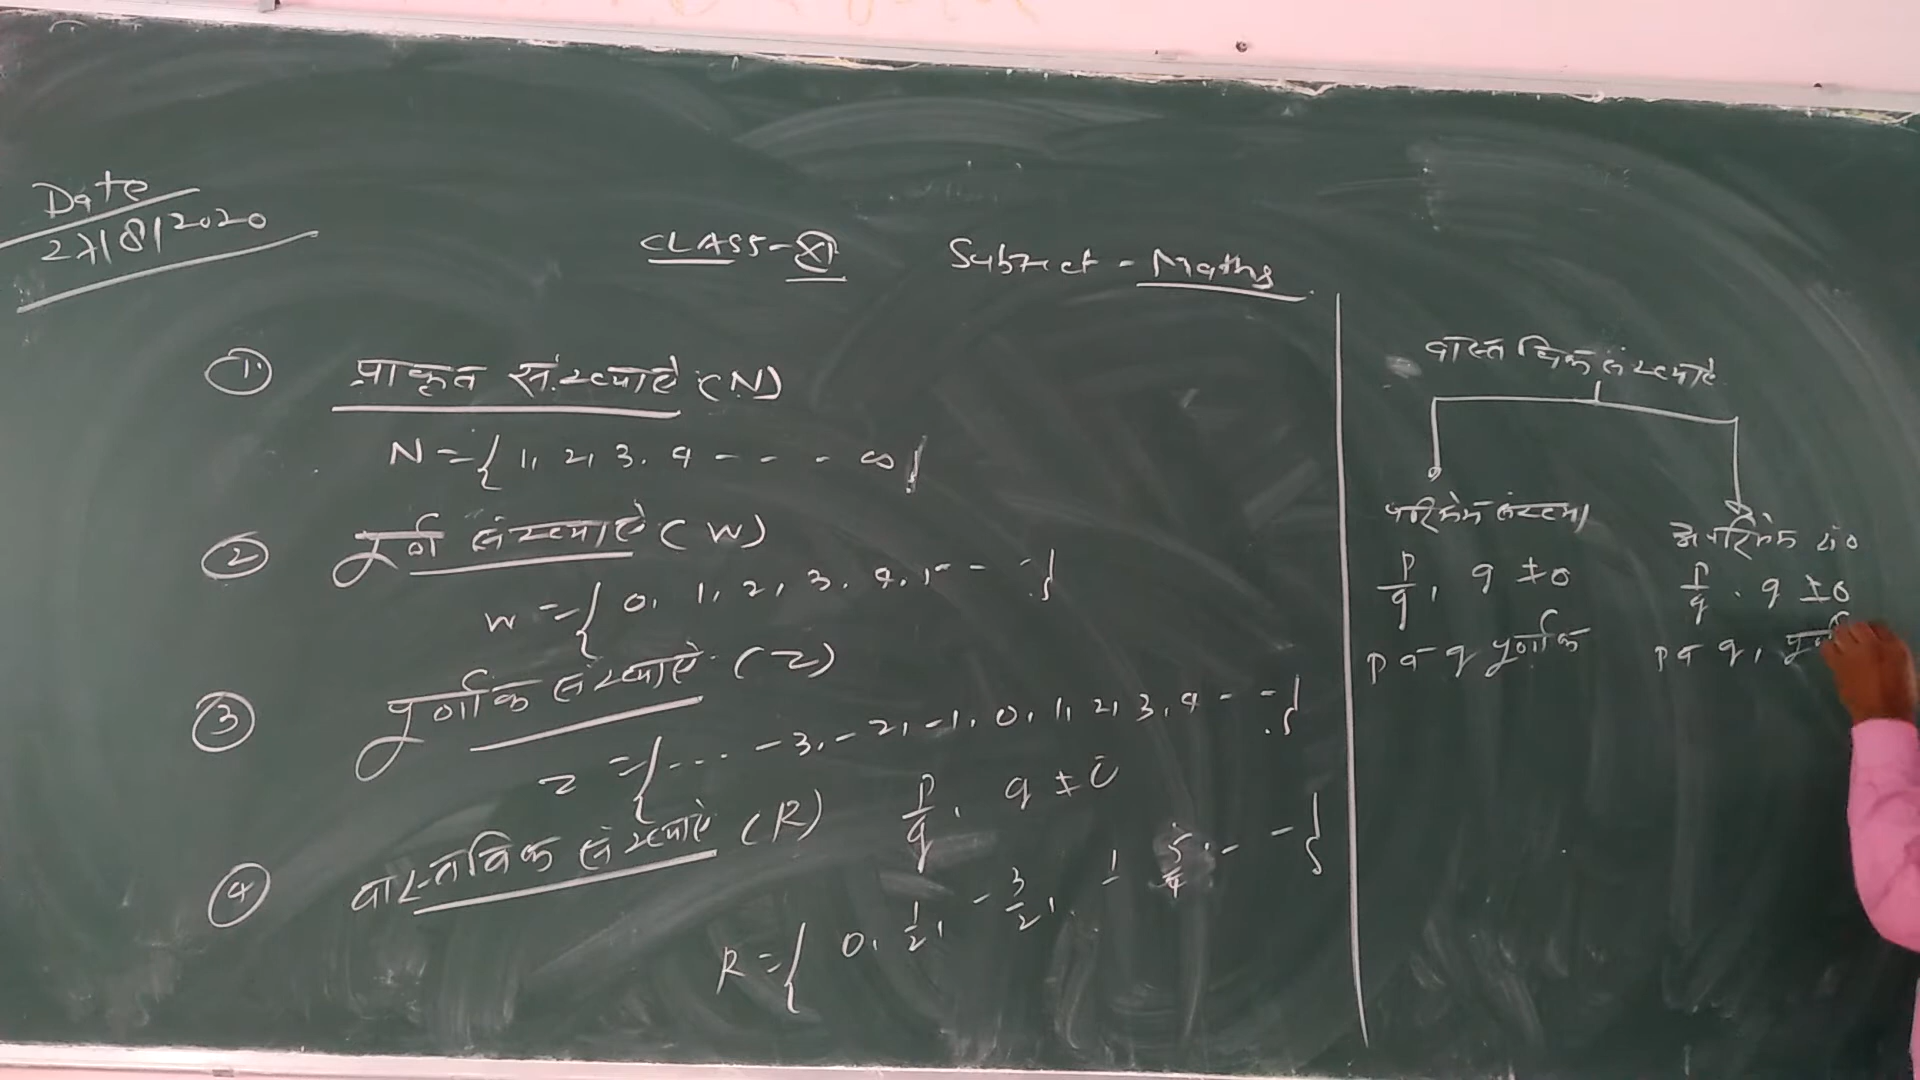 Date
27/8/2020
CLASS-XI Subject - Maths
① प्राकृत संख्याऐ (N)
N = { 1, 2, 3, 4 - - - ∞ }
② पूर्ण संख्याऐ (W)
W = { 0, 1, 2, 3, 4, - - - }
③ पूर्णांक संख्याऐ (Z)
Z = { ... -3, -2, -1, 0, 1, 2, 3, 4 - - }
④ वास्तविक संख्याऐ (R) p/q, q ≠ 0
R = { 0, 1/2, -3/2, 5/4 - - }
वास्तविक संख्याऐ
परिमेय संख्या
p/q, q ≠ 0
p व q पूर्णांक
अपरिमेय सं०
p/q, q ≠ 0
p व q,